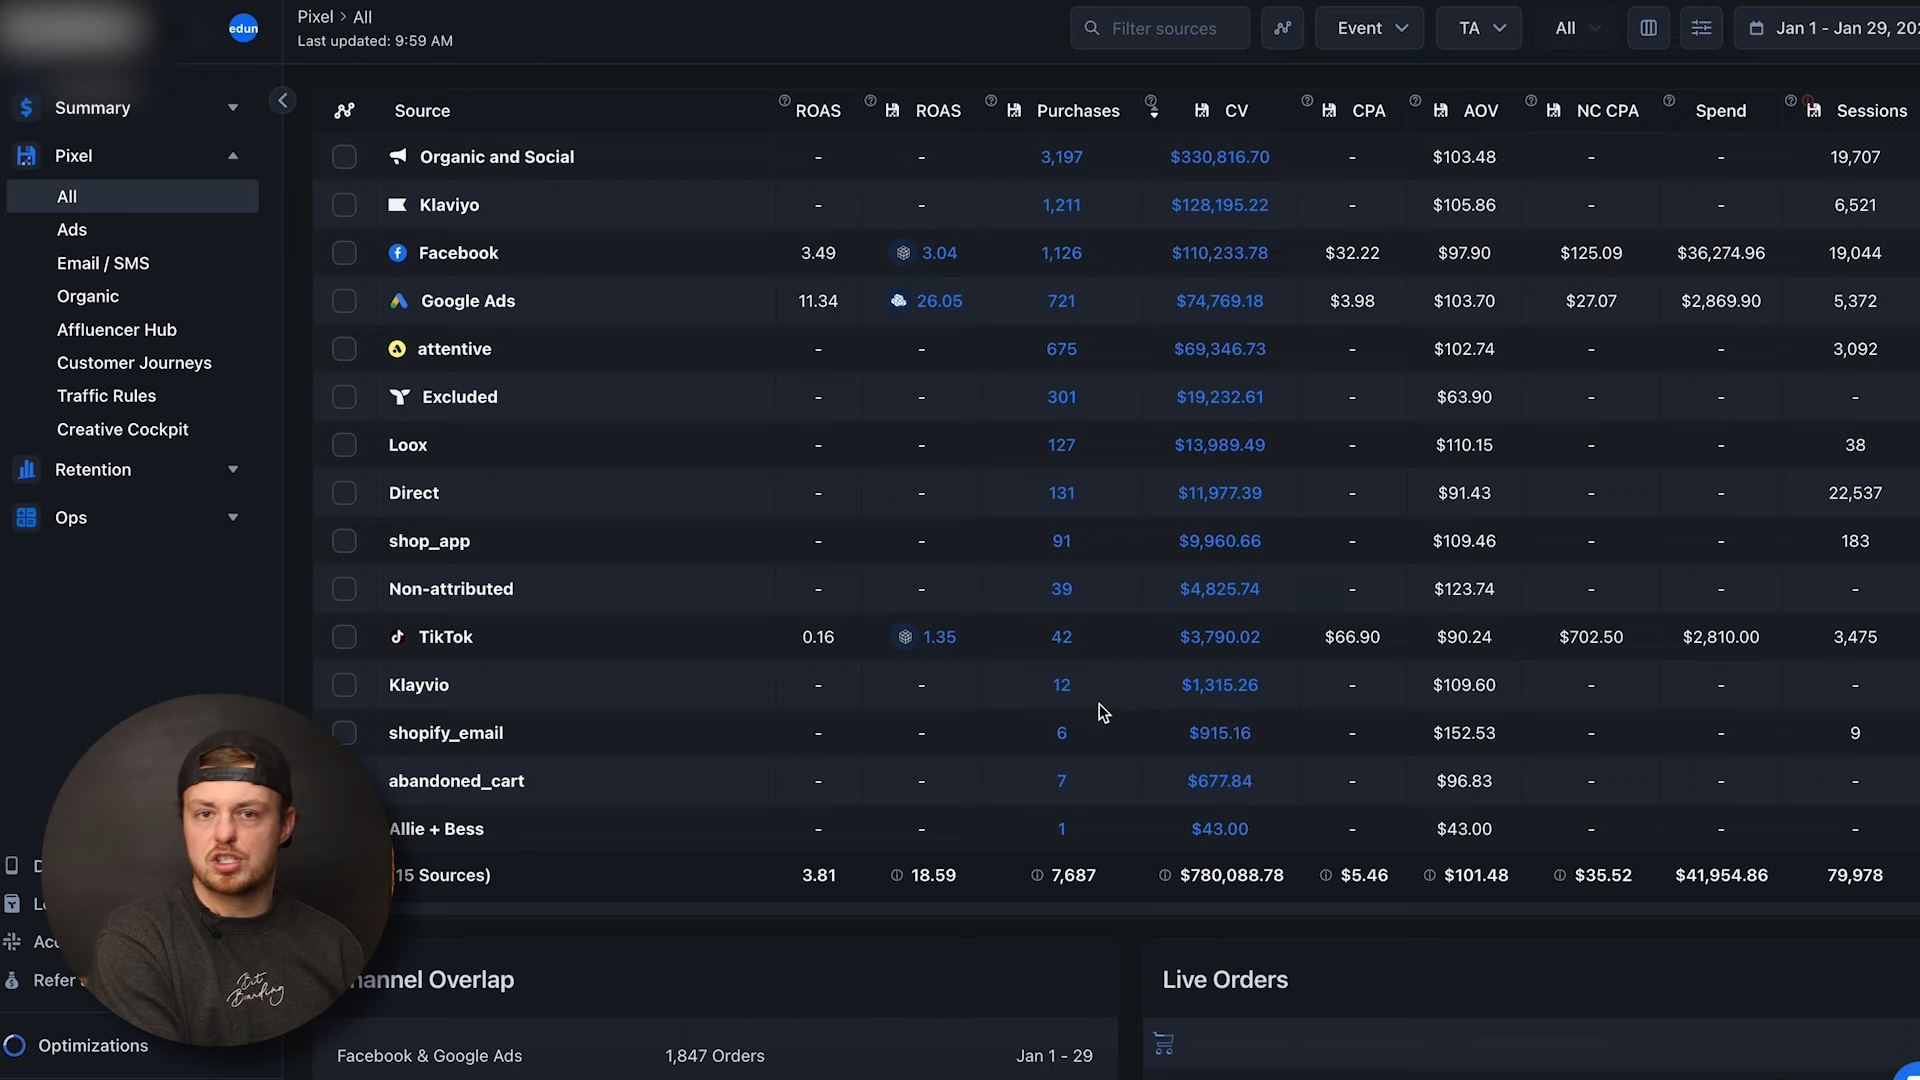 edun
Pixel > All
Last updated: 9:59 AM
Filter sources
Event
TA
All
Jan 1 - Jan 29, 202
Summary
Pixel
All
Ads
Email / SMS
Organic
Affluencer Hub
Customer Journeys
Traffic Rules
Creative Cockpit
Retention
Ops
Source ROAS ROAS Purchases CV CPA AOV NC CPA Spend Sessions
Organic and Social - - 3,197 $330,816.70 - $103.48 - - 19,707
Klaviyo - - 1,211 $128,195.22 - $105.86 - - 6,521
Facebook 3.49 3.04 1,126 $110,233.78 $32.22 $97.90 $125.09 $36,274.96 19,044
Google Ads 11.34 26.05 721 $74,769.18 $3.98 $103.70 $27.07 $2,869.90 5,372
attentive - - 675 $69,346.73 - $102.74 - - 3,092
Excluded - - 301 $19,232.61 - $63.90 - - -
Loox - - 127 $13,989.49 - $110.15 - - 38
Direct - - 131 $11,977.39 - $91.43 - - 22,537
shop_app - - 91 $9,960.66 - $109.46 - - 183
Non-attributed - - 39 $4,825.74 - $123.74 - - -
TikTok 0.16 1.35 42 $3,790.02 $66.90 $90.24 $702.50 $2,810.00 3,475
Klayvio - - 12 $1,315.26 - $109.60 - - -
shopify_email - - 6 $915.16 - $152.53 - - 9
abandoned_cart - - 7 $677.84 - $96.83 - - -
Allie + Bess - - 1 $43.00 - $43.00 - - -
15 Sources) 3.81 18.59 7,687 $780,088.78 $5.46 $101.48 $35.52 $41,954.86 79,978
D
L
Acc
Refer
Optimizations
Bit
Branding
hannel Overlap
Facebook & Google Ads 1,847 Orders Jan 1 - 29
Live Orders